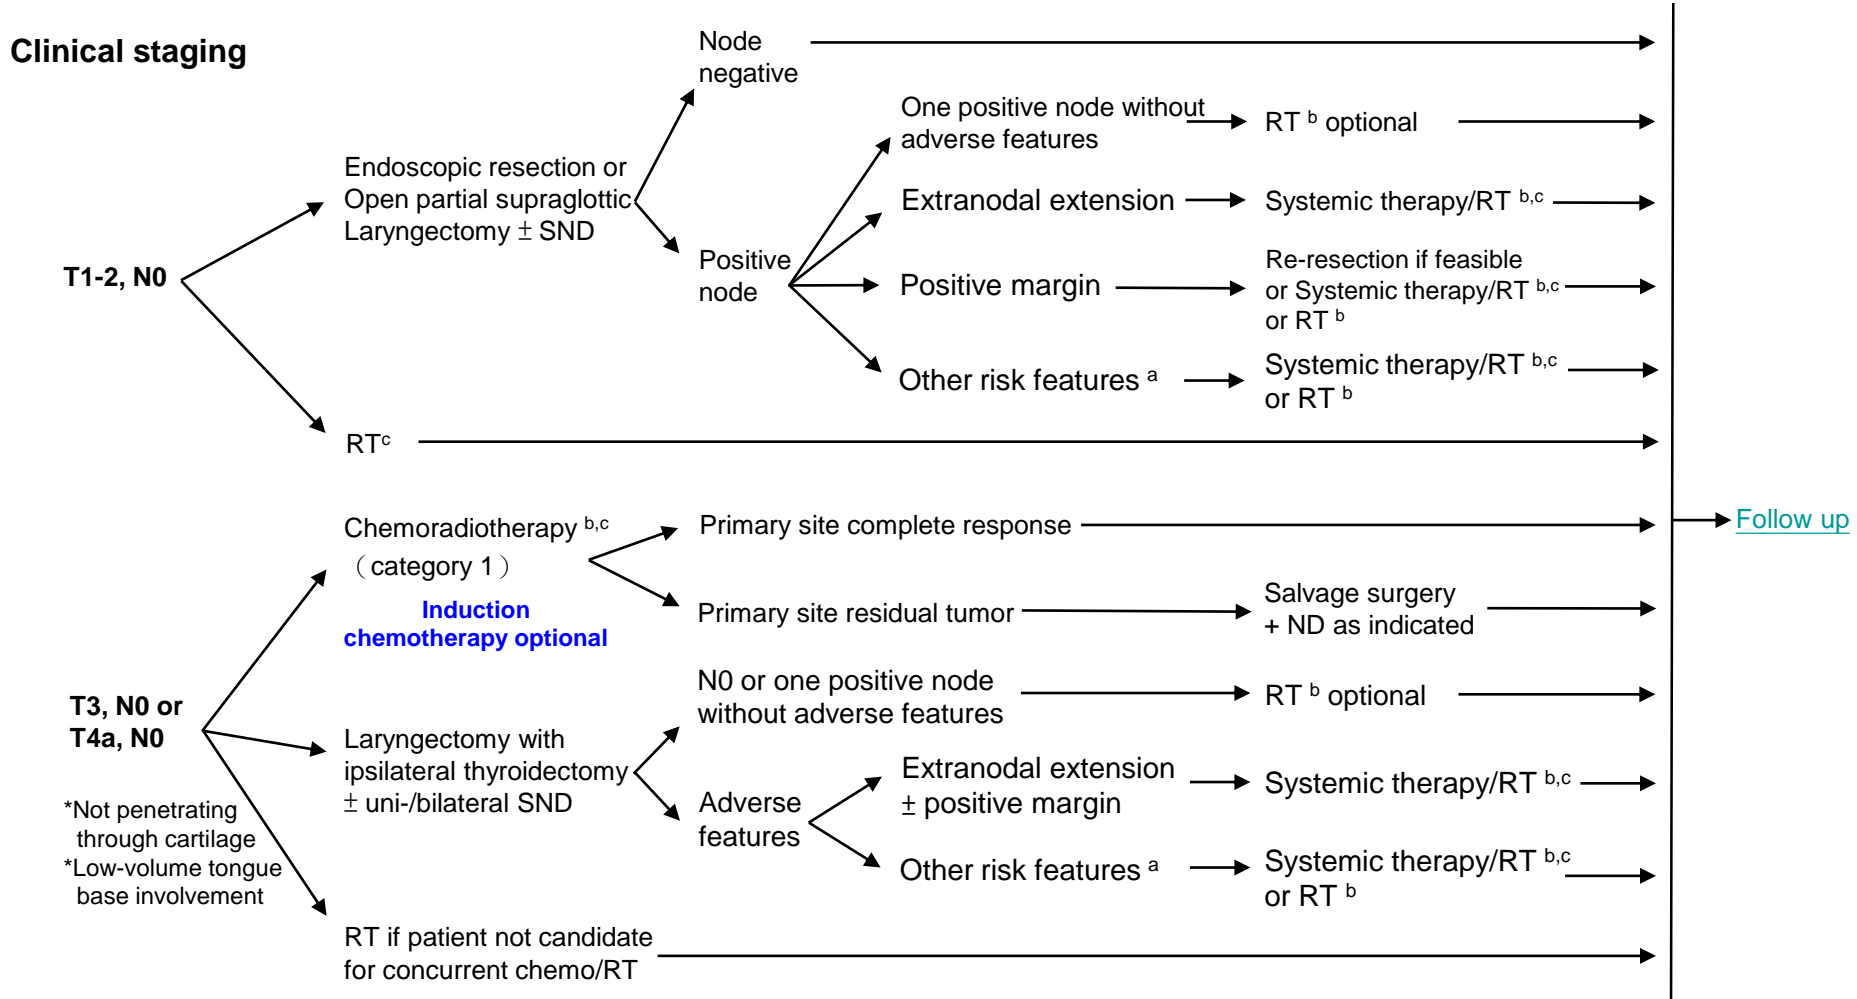 Clinical staging
Node
negative
One positive node without
adverse features
RT b optional
Endoscopic resection or
Open partial supraglottic
Laryngectomy ± SND
Extranodal extension
Systemic therapy/RT b,c
T1-2, N0
Positive
node
Positive margin
Re-resection if feasible
or Systemic therapy/RT b,c
or RT b
Other risk features a
Systemic therapy/RT b,c
or RT b
RTc
Chemoradiotherapy b,c
（category 1）
Induction
chemotherapy optional
Primary site complete response
Follow up
Primary site residual tumor
Salvage surgery
+ ND as indicated
T3, N0 or
T4a, N0
*Not penetrating
through cartilage
*Low-volume tongue
base involvement
N0 or one positive node
without adverse features
RT b optional
Laryngectomy with
ipsilateral thyroidectomy
± uni-/bilateral SND
Adverse
features
Extranodal extension
± positive margin
Systemic therapy/RT b,c
Other risk features a
Systemic therapy/RT b,c
or RT b
RT if patient not candidate
for concurrent chemo/RT